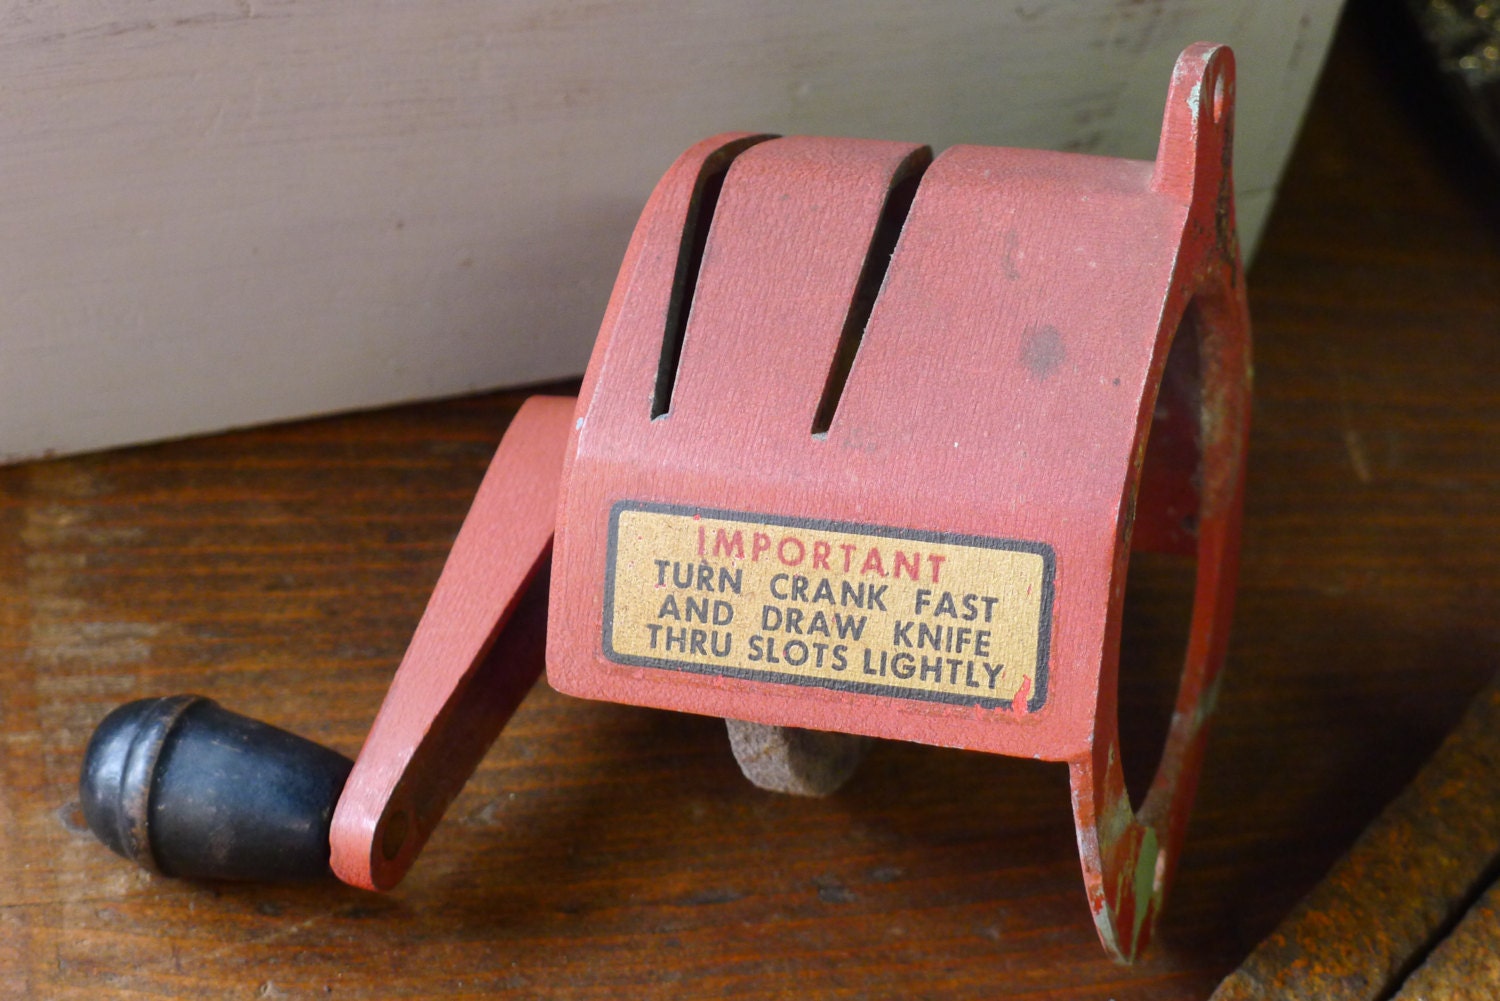 IMPORTANT
TURN CRANK FAST
AND DRAW KNIFE
THRU SLOTS LIGHTLY